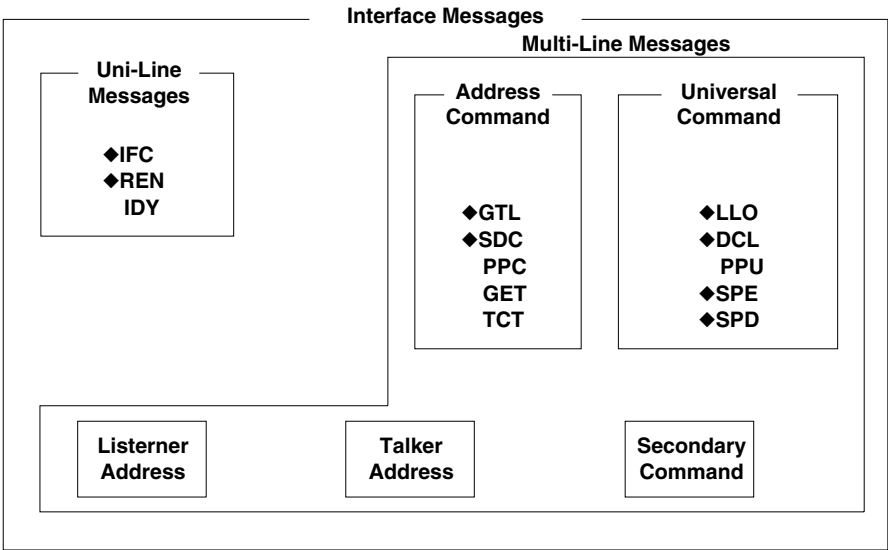 Interface Messages
Multi-Line Messages
Uni-Line
Messages
◆IFC
◆REN
IDY
Address
Command
◆GTL
◆SDC
PPC
GET
TCT
Universal
Command
◆LLO
◆DCL
PPU
◆SPE
◆SPD
Listerner
Address
Talker
Address
Secondary
Command